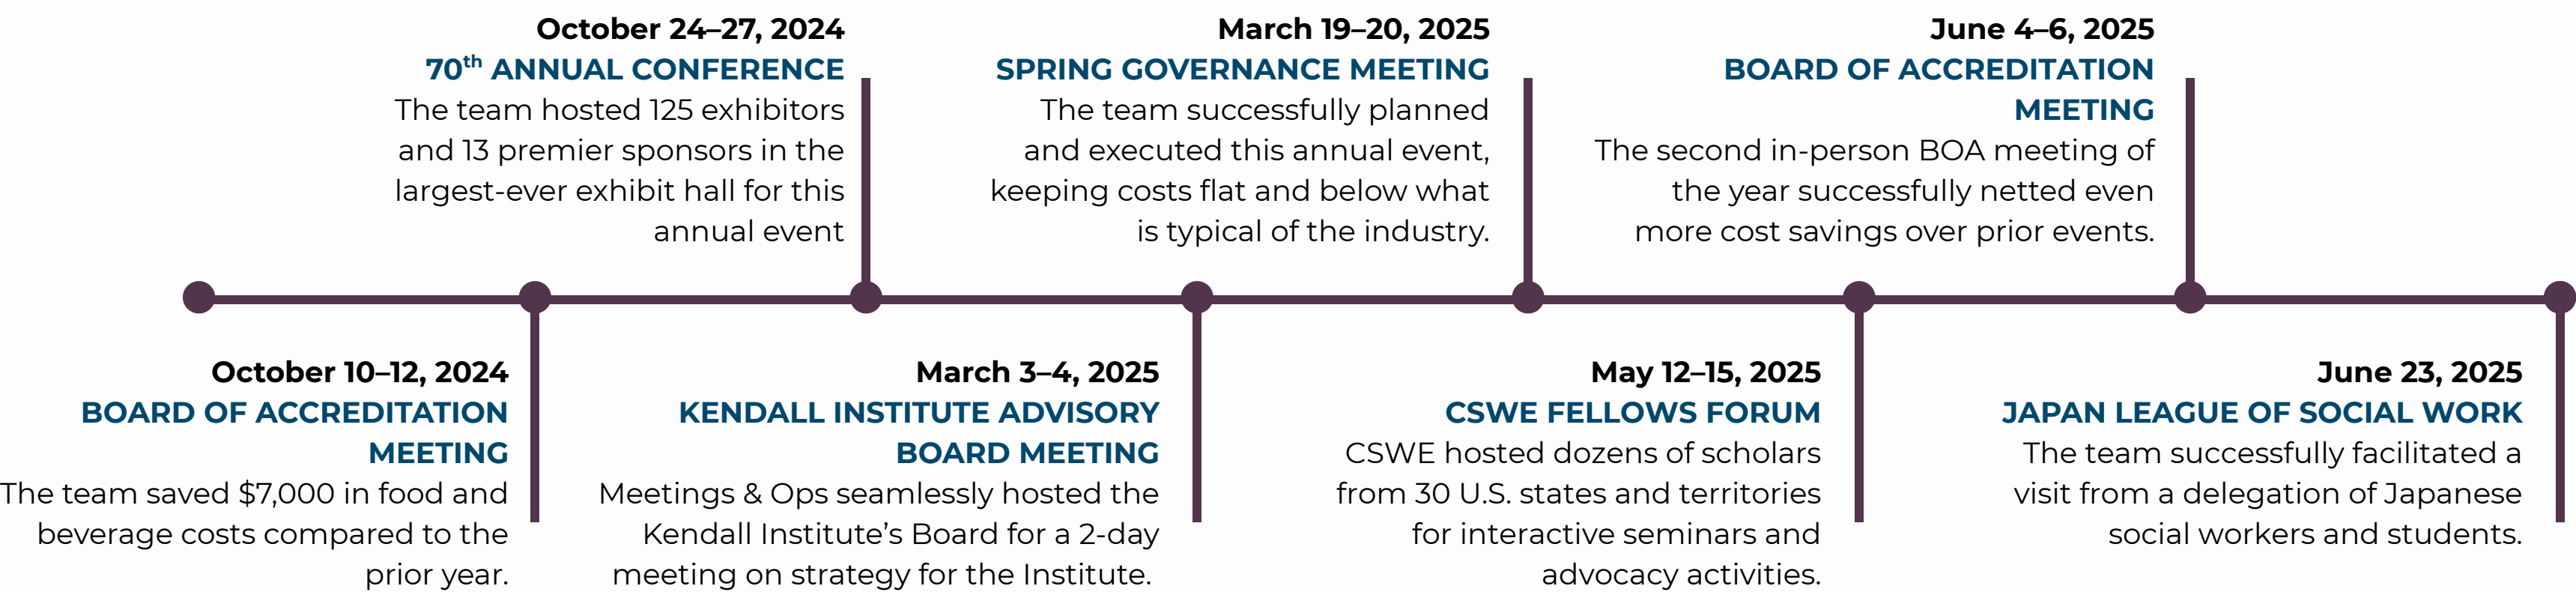 October 24–27, 2024
70th ANNUAL CONFERENCE
The team hosted 125 exhibitors
and 13 premier sponsors in the
largest-ever exhibit hall for this
annual event
March 19–20, 2025
SPRING GOVERNANCE MEETING
The team successfully planned
and executed this annual event,
keeping costs flat and below what
is typical of the industry.
June 4–6, 2025
BOARD OF ACCREDITATION
MEETING
The second in-person BOA meeting of
the year successfully netted even
more cost savings over prior events.
October 10–12, 2024
BOARD OF ACCREDITATION
MEETING
The team saved $7,000 in food and
beverage costs compared to the
prior year.
March 3–4, 2025
KENDALL INSTITUTE ADVISORY
BOARD MEETING
Meetings & Ops seamlessly hosted the
Kendall Institute’s Board for a 2-day
meeting on strategy for the Institute.
May 12–15, 2025
CSWE FELLOWS FORUM
CSWE hosted dozens of scholars
from 30 U.S. states and territories
for interactive seminars and
advocacy activities.
June 23, 2025
JAPAN LEAGUE OF SOCIAL WORK
The team successfully facilitated a
visit from a delegation of Japanese
social workers and students.